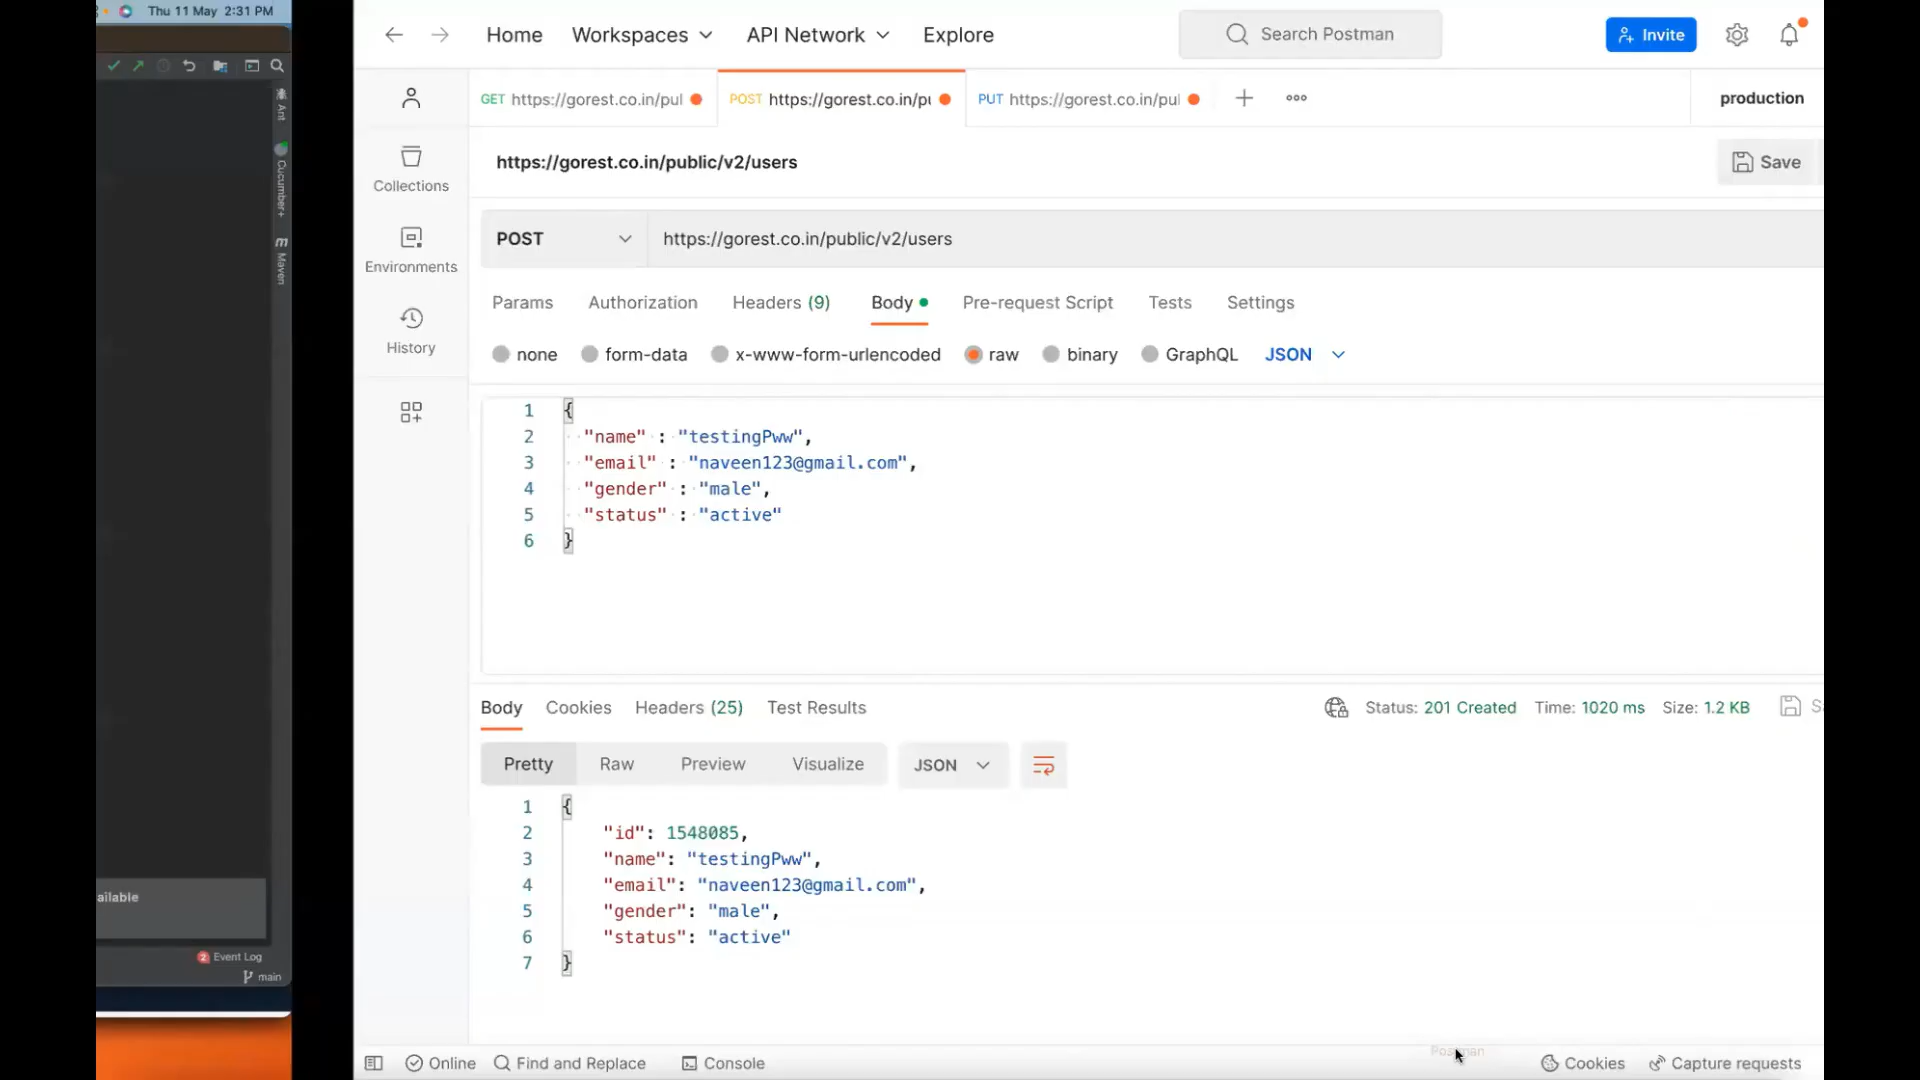 Thu 11 May 2:31 PM
Home Workspaces API Network Explore Search Postman Invite
GET https://gorest.co.in/pul POST https://gorest.co.in/pu PUT https://gorest.co.in/pul + production
https://gorest.co.in/public/v2/users Save
POST https://gorest.co.in/public/v2/users
Params Authorization Headers (9) Body Pre-request Script Tests Settings
none form-data x-www-form-urlencoded raw binary GraphQL JSON
1 {
2 "name" : "testingPww",
3 "email" : "naveen123@gmail.com",
4 "gender" : "male",
5 "status" : "active"
6 }
Body Cookies Headers (25) Test Results Status: 201 Created Time: 1020 ms Size: 1.2 KB
Pretty Raw Preview Visualize JSON
1 {
2 "id": 1548085,
3 "name": "testingPww",
4 "email": "naveen123@gmail.com",
5 "gender": "male",
6 "status": "active"
7 }
Online Find and Replace Console Postman Cookies Capture requests
Collections
Environments
History
Ant
Cucumber+
m Maven
ailable
2 Event Log
main